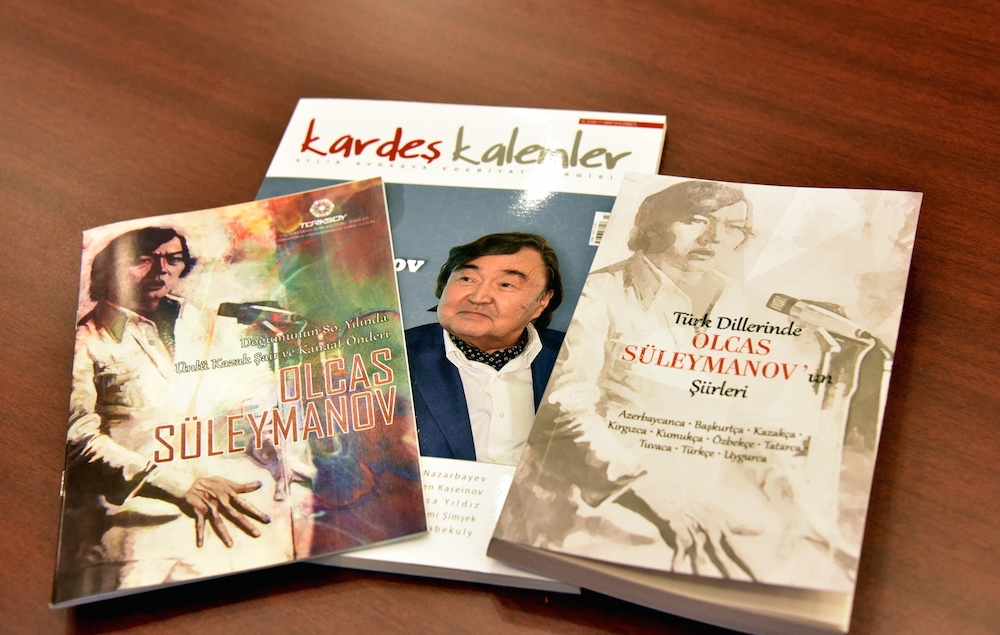 kardeş kalemler
AYLIK AVRASYA EDEBİYAT DERGİSİ
OV
Nazarbayev
en Kaseinov
sa Yıldız
mi Şimşek
abekuly
TÜRKSOY
Doğumunun 80. Yılında
Ünlü Kazak Şair ve Kanaat Önderi
OLCAS
SÜLEYMANOV
Türk Dillerinde
OLCAS
SÜLEYMANOV'un
Şiirleri
Azerbaycanca • Başkurtça • Kazakça •
Kırgızca • Kumukça • Özbekçe • Tatarca
Tuvaca • Türkçe • Uygurca